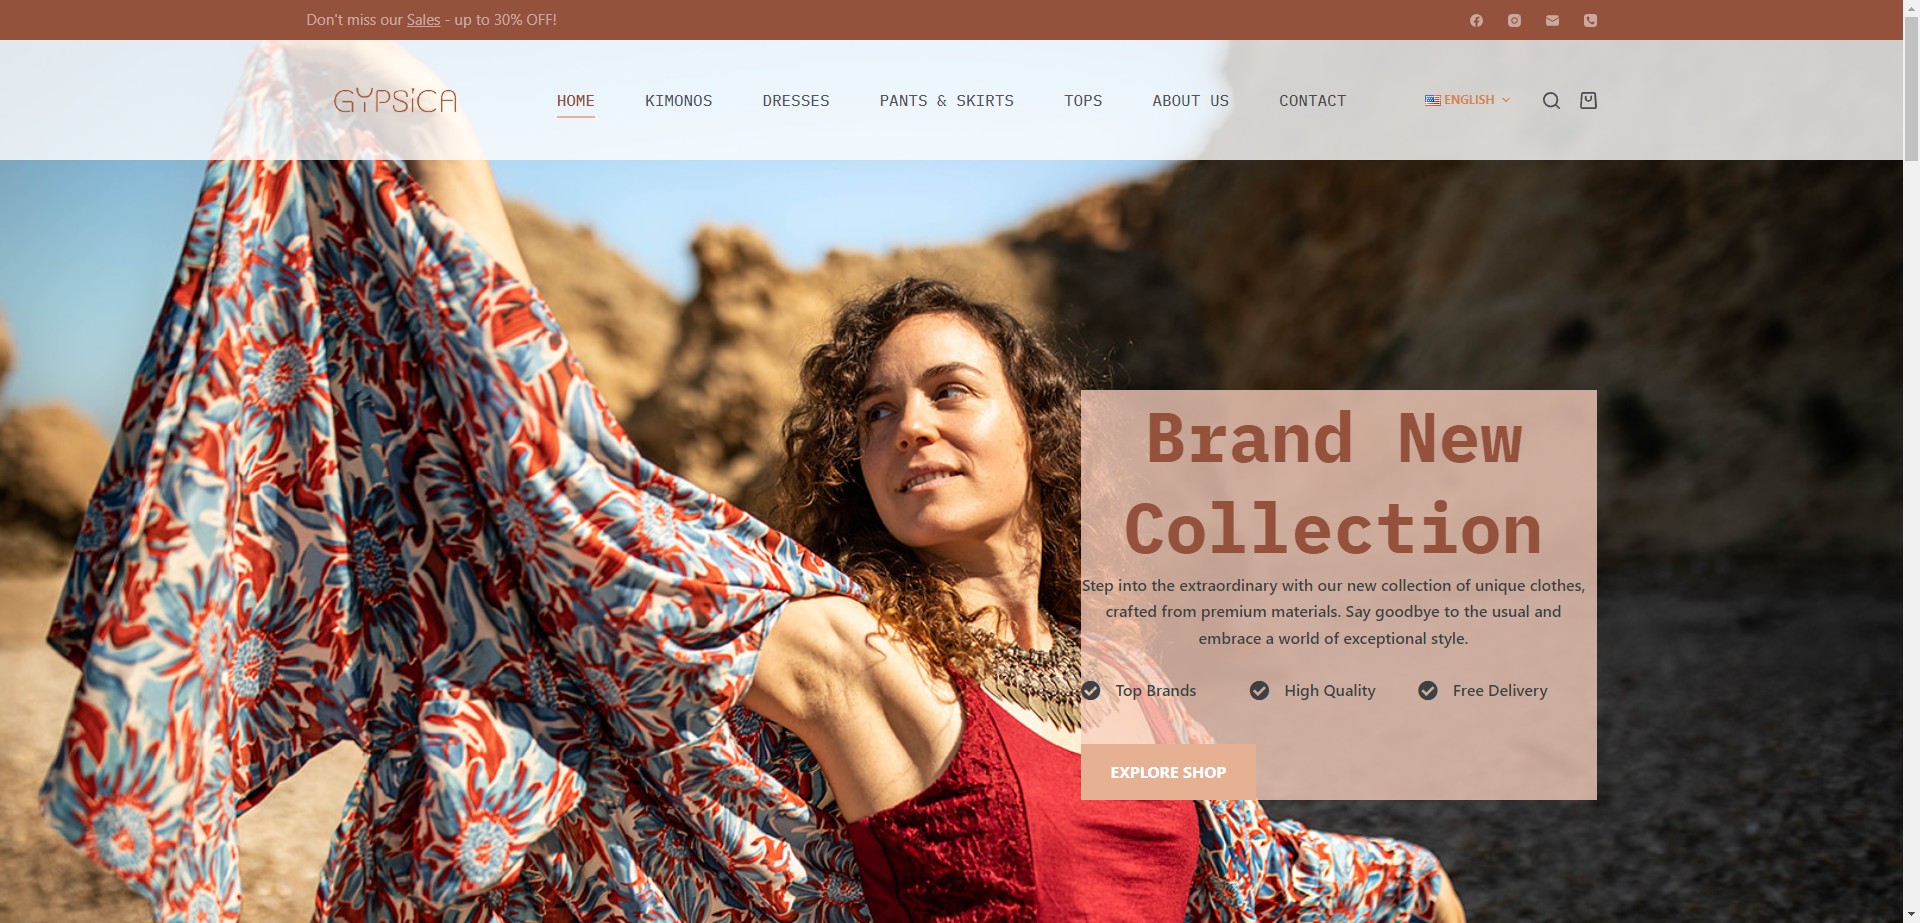 Don't miss our Sales - up to 30% OFF!
GYPSICA
HOME
KIMONOS
DRESSES
PANTS & SKIRTS
TOPS
ABOUT US
CONTACT
ENGLISH
Brand New
Collection
Step into the extraordinary with our new collection of unique clothes,
crafted from premium materials. Say goodbye to the usual and
embrace a world of exceptional style.
Top Brands
High Quality
Free Delivery
EXPLORE SHOP